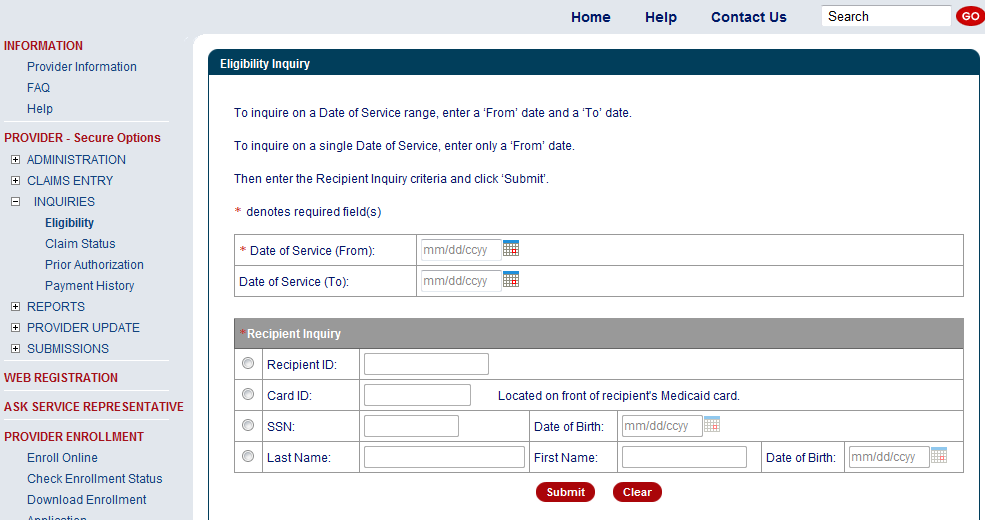 Home Help Contact Us Search GO
INFORMATION
Provider Information
FAQ
Help
PROVIDER - Secure Options
ADMINISTRATION
CLAIMS ENTRY
INQUIRIES
Eligibility
Claim Status
Prior Authorization
Payment History
REPORTS
PROVIDER UPDATE
SUBMISSIONS
WEB REGISTRATION
ASK SERVICE REPRESENTATIVE
PROVIDER ENROLLMENT
Enroll Online
Check Enrollment Status
Download Enrollment
Application
Eligibility Inquiry
To inquire on a Date of Service range, enter a ‘From’ date and a ‘To’ date.
To inquire on a single Date of Service, enter only a ‘From’ date.
Then enter the Recipient Inquiry criteria and click ‘Submit’.
* denotes required field(s)
* Date of Service (From): mm/dd/ccyy
Date of Service (To): mm/dd/ccyy
*Recipient Inquiry
Recipient ID:
Card ID: Located on front of recipient's Medicaid card.
SSN: Date of Birth: mm/dd/ccyy
Last Name: First Name: Date of Birth: mm/dd/ccyy
Submit Clear